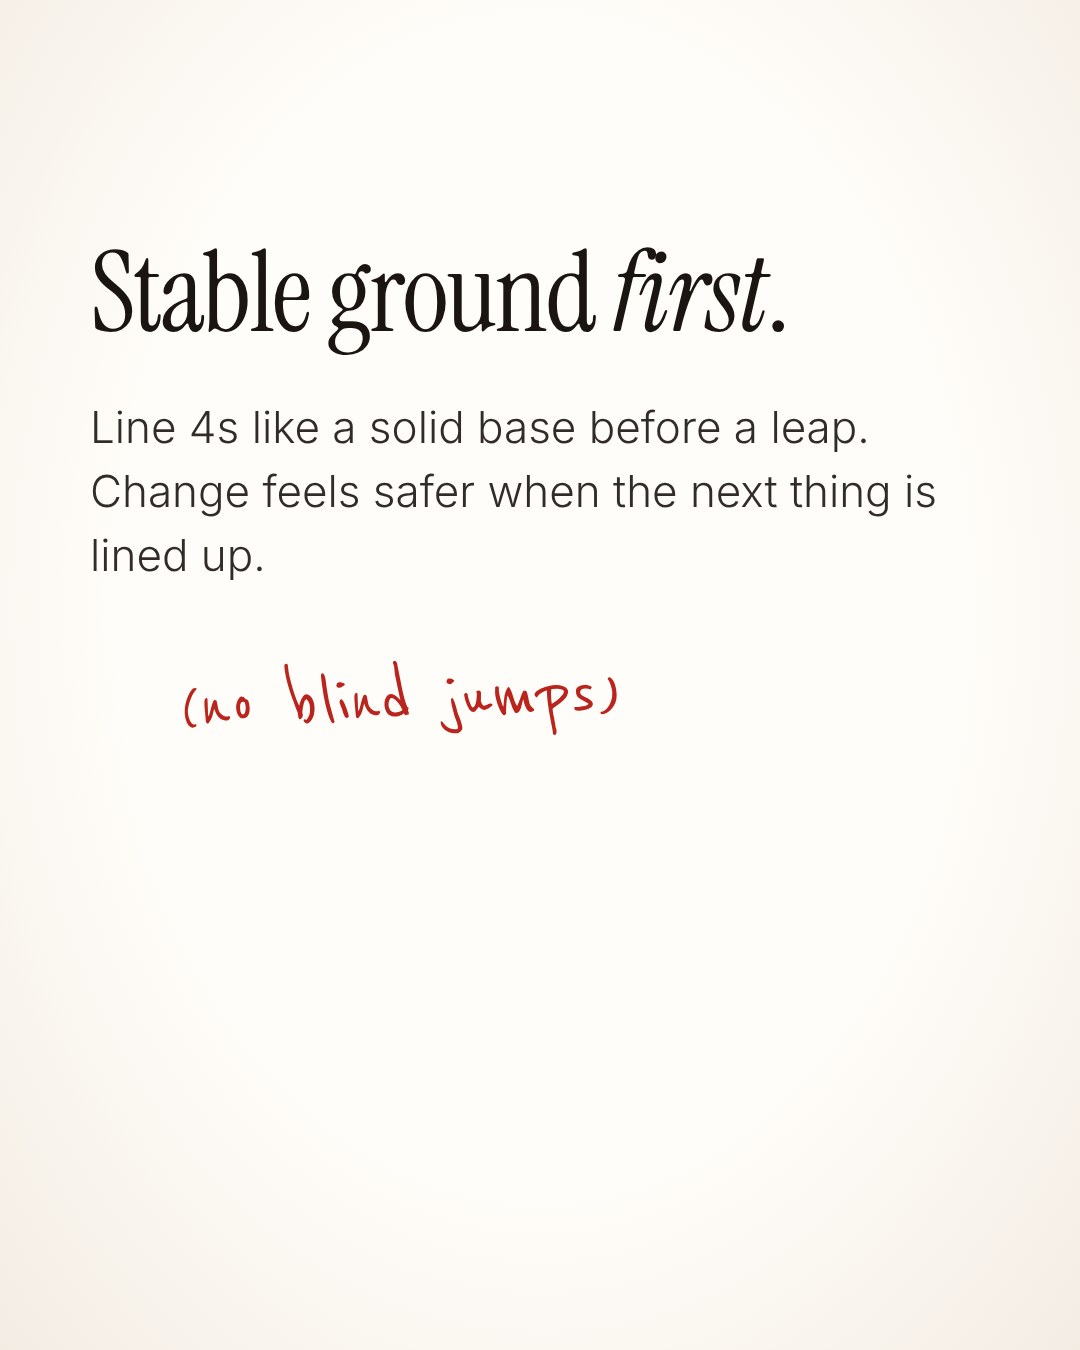 Stable ground first.
Line 4s like a solid base before a leap.
Change feels safer when the next thing is
lined up.
(no blind jumps)